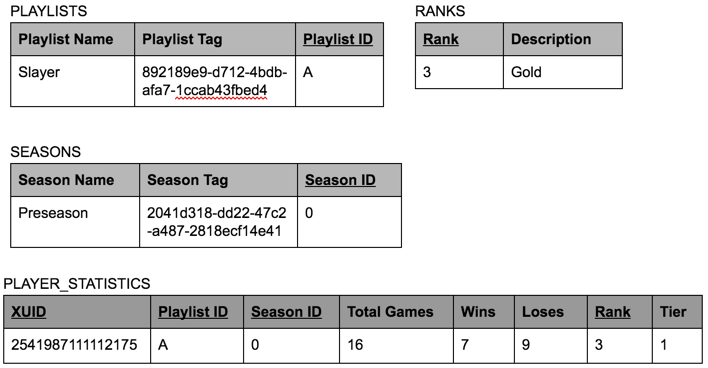 PLAYLISTS
Playlist Name Playlist Tag Playlist ID
Slayer 892189e9-d712-4bdb- A
afa7-1ccab43fbed4
RANKS
Rank Description
3 Gold
SEASONS
Season Name Season Tag Season ID
Preseason 2041d318-dd22-47c2 0
-a487-2818ecf14e41
PLAYER_STATISTICS
XUID Playlist ID Season ID Total Games Wins Loses Rank Tier
2541987111112175 A 0 16 7 9 3 1